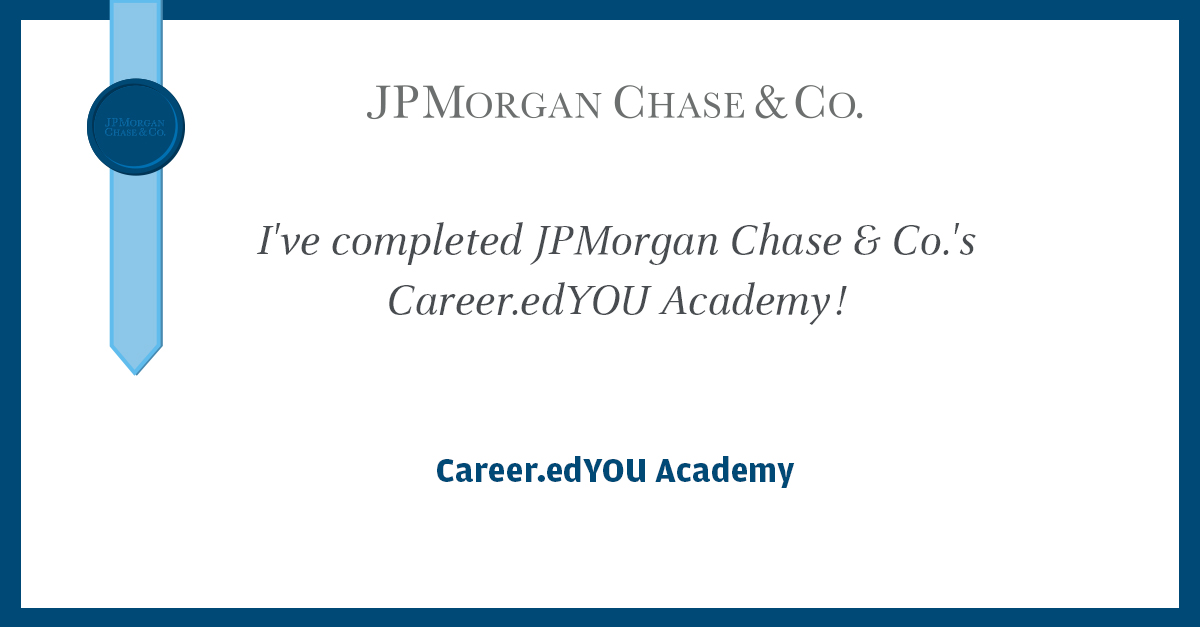 JPMORGAN CHASE & CO.
JPMORGAN
CHASE & CO.
I've completed JPMorgan Chase & Co.'s
Career.edYOU Academy!
Career.edYOU Academy